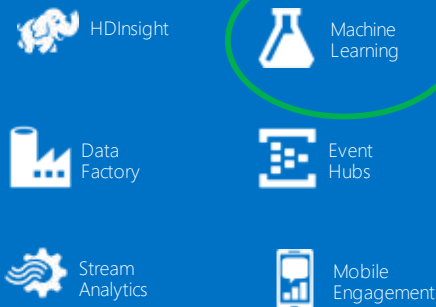 HDInsight
Machine
Learning
Data
Factory
Event
Hubs
Stream
Analytics
Mobile
Engagement